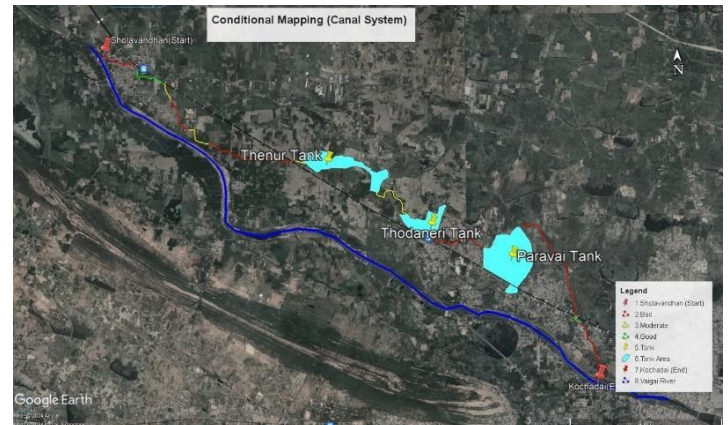 Conditional Mapping (Canal System)
Sholavandhan(Start)
N
Thenur Tank
Thodaneri Tank
Paravai Tank
Legend
1.Sholavandhan (Start)
2.Bad
3.Moderate
4.Good
5.Tank
6.Tank Area
7.Kochadai (End)
8.Vaigai River
Kochadai(E
Google Earth